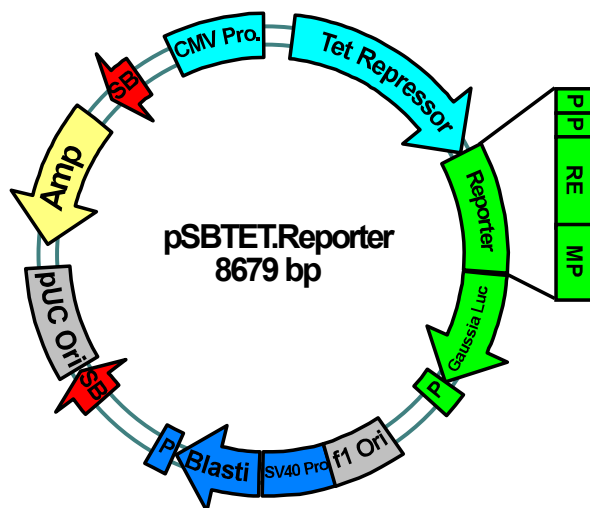 CMV Pro.
Tet Repressor
SB
Amp
pUC Ori
SB
P
Blasti
SV40 Pro
f1 Ori
P
Gaussia Luc
Reporter
P
P
RE
MP
pSBTET.Reporter
8679 bp